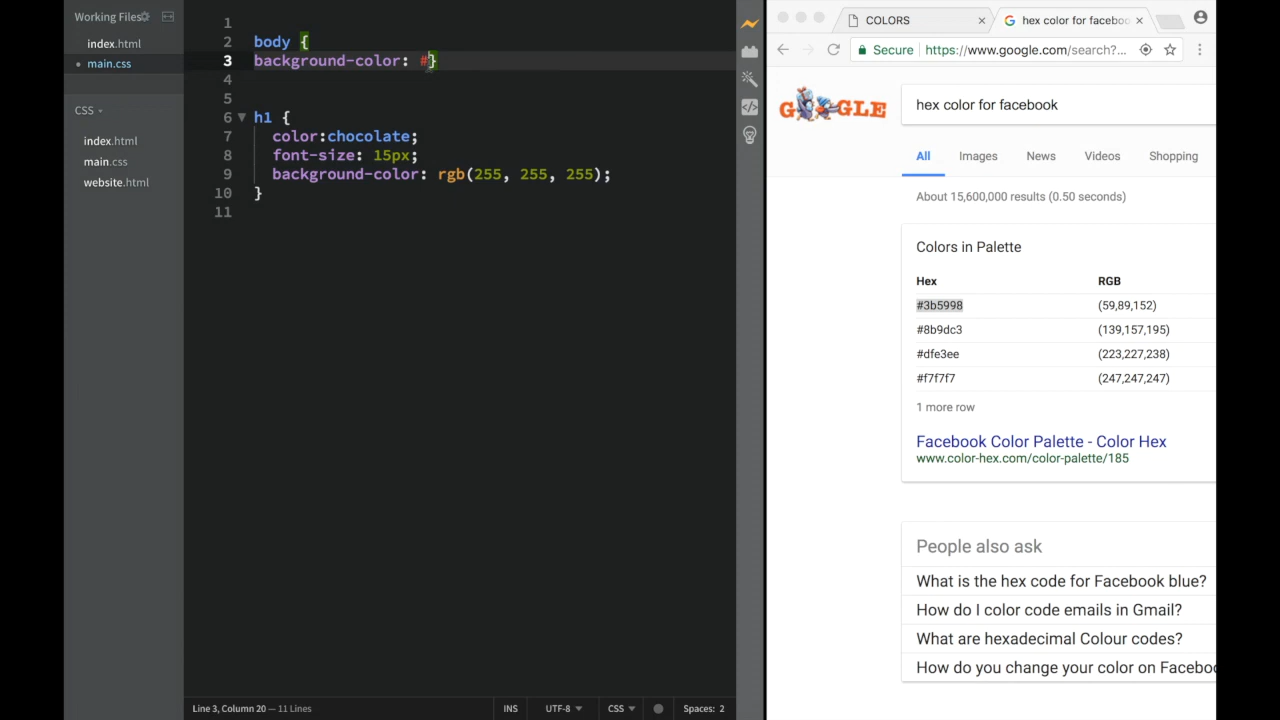 Working Files
index.html
main.css
CSS
index.html
main.css
website.html
1
2 body {
3 background-color: #}
4
5
6 h1 {
7 color:chocolate;
8 font-size: 15px;
9 background-color: rgb(255, 255, 255);
10 }
11
Line 3, Column 20 — 11 Lines
INS
UTF-8
CSS
Spaces: 2
COLORS
hex color for facebo
Secure https://www.google.com/search?...
GOOGLE
hex color for facebook
All Images News Videos Shopping
About 15,600,000 results (0.50 seconds)
Colors in Palette
Hex RGB
#3b5998 (59,89,152)
#8b9dc3 (139,157,195)
#dfe3ee (223,227,238)
#f7f7f7 (247,247,247)
1 more row
Facebook Color Palette - Color Hex
www.color-hex.com/color-palette/185
People also ask
What is the hex code for Facebook blue?
How do I color code emails in Gmail?
What are hexadecimal Colour codes?
How do you change your color on Facebo